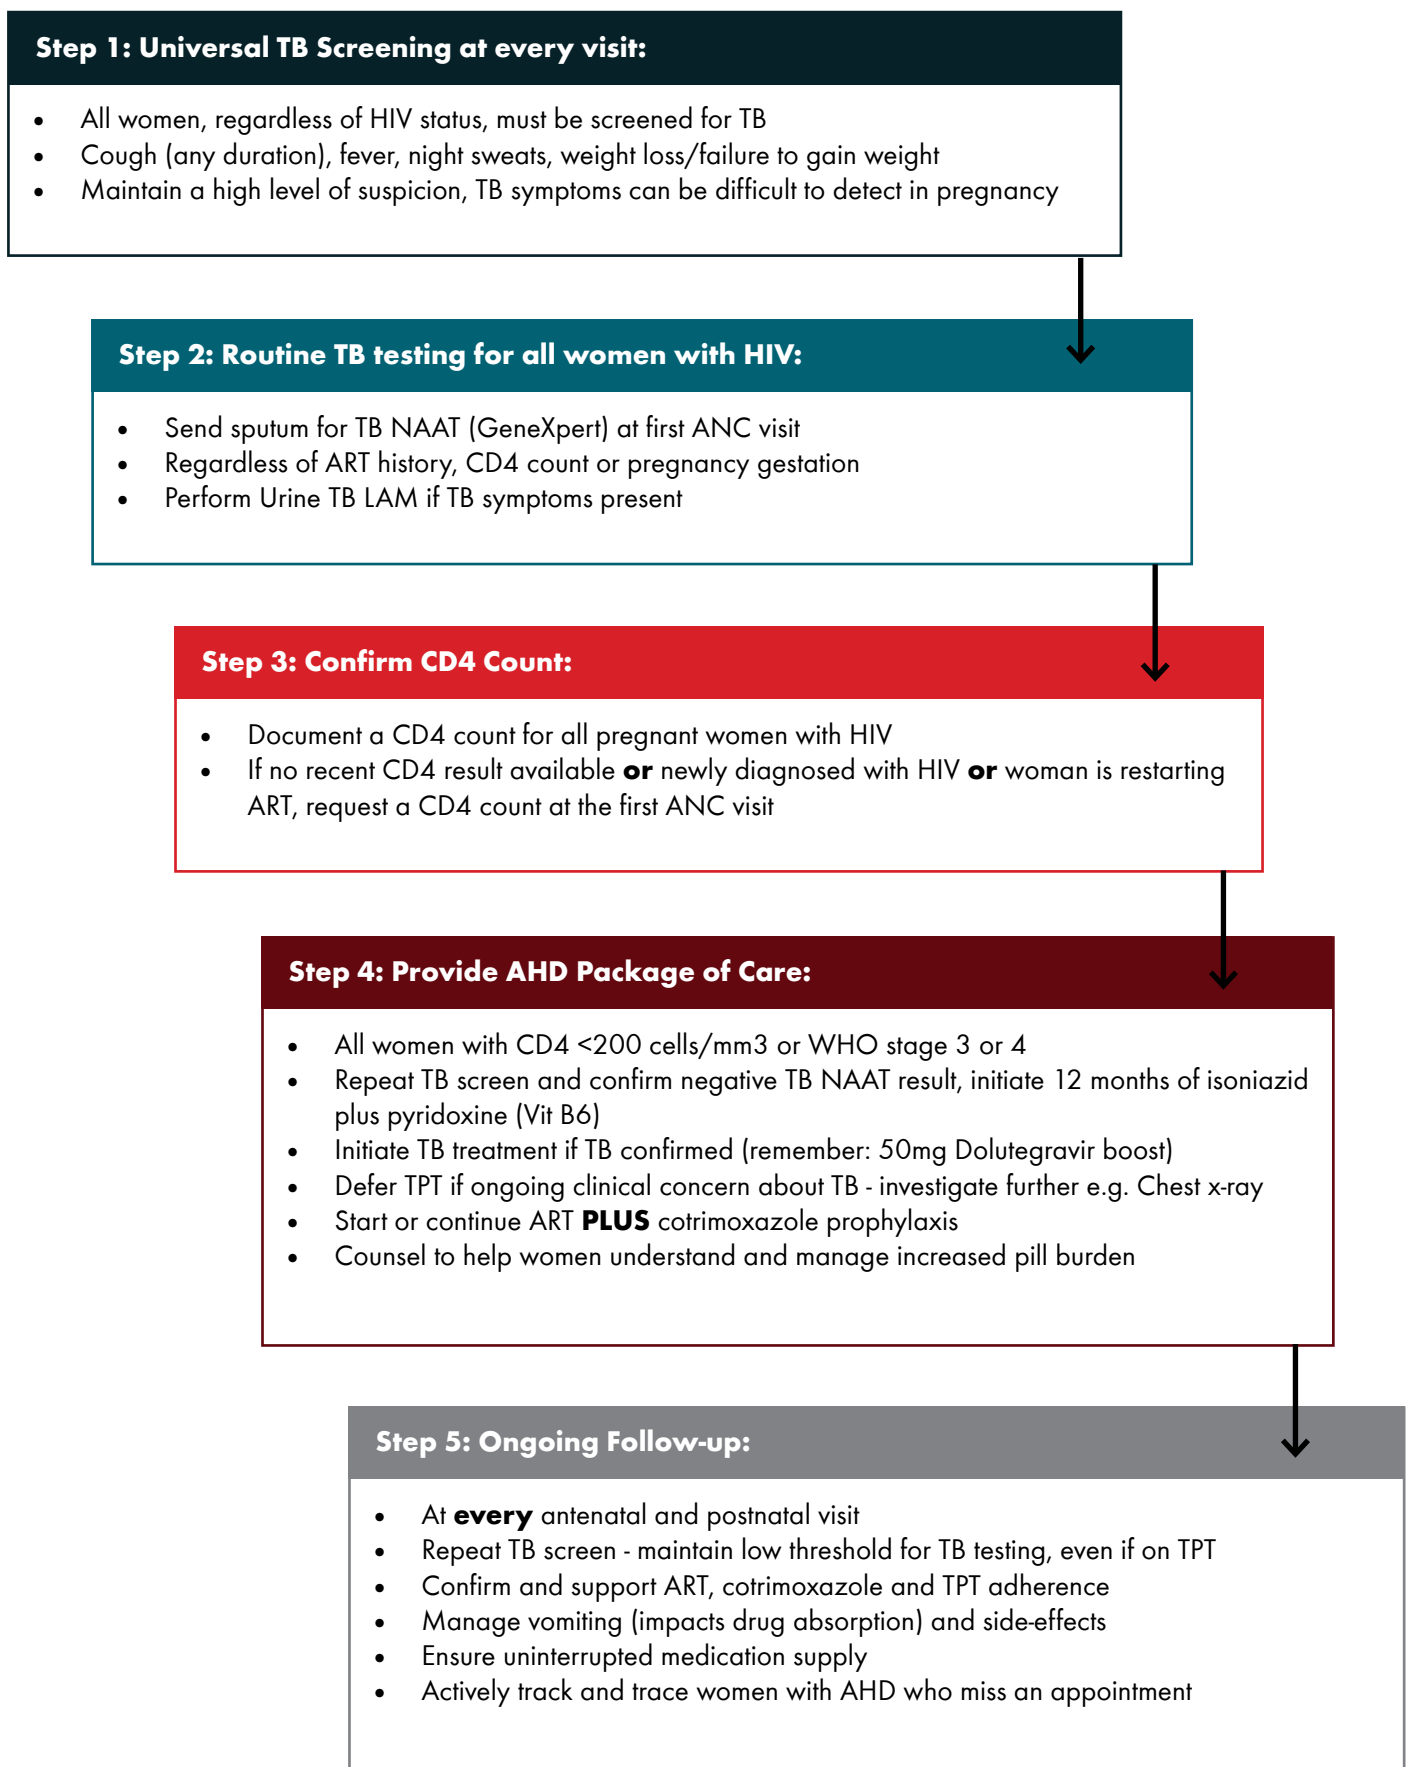 Step 1: Universal TB Screening at every visit:
• All women, regardless of HIV status, must be screened for TB
• Cough (any duration), fever, night sweats, weight loss/failure to gain weight
• Maintain a high level of suspicion, TB symptoms can be difficult to detect in pregnancy
Step 2: Routine TB testing for all women with HIV:
• Send sputum for TB NAAT (GeneXpert) at first ANC visit
• Regardless of ART history, CD4 count or pregnancy gestation
• Perform Urine TB LAM if TB symptoms present
Step 3: Confirm CD4 Count:
• Document a CD4 count for all pregnant women with HIV
• If no recent CD4 result available or newly diagnosed with HIV or woman is restarting
ART, request a CD4 count at the first ANC visit
Step 4: Provide AHD Package of Care:
• All women with CD4 <200 cells/mm3 or WHO stage 3 or 4
• Repeat TB screen and confirm negative TB NAAT result, initiate 12 months of isoniazid
plus pyridoxine (Vit B6)
• Initiate TB treatment if TB confirmed (remember: 50mg Dolutegravir boost)
• Defer TPT if ongoing clinical concern about TB - investigate further e.g. Chest x-ray
• Start or continue ART PLUS cotrimoxazole prophylaxis
• Counsel to help women understand and manage increased pill burden
Step 5: Ongoing Follow-up:
• At every antenatal and postnatal visit
• Repeat TB screen - maintain low threshold for TB testing, even if on TPT
• Confirm and support ART, cotrimoxazole and TPT adherence
• Manage vomiting (impacts drug absorption) and side-effects
• Ensure uninterrupted medication supply
• Actively track and trace women with AHD who miss an appointment